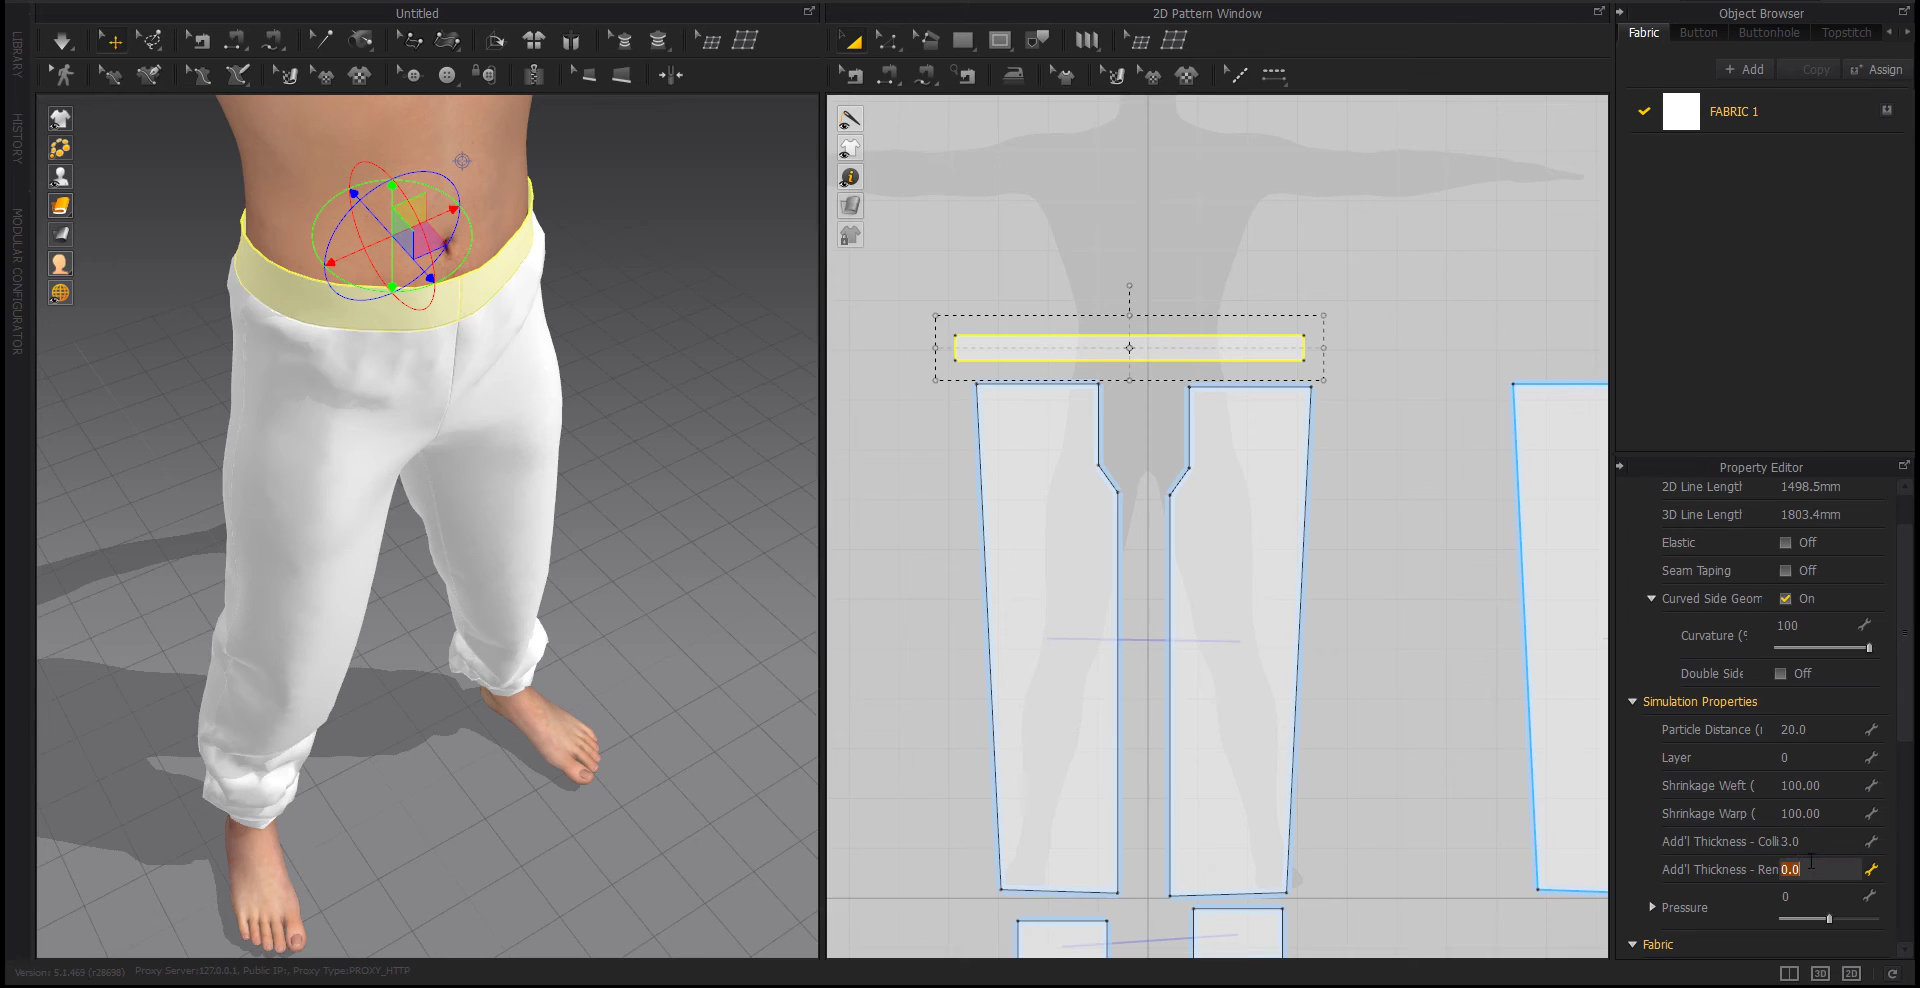 Untitled
2D Pattern Window
Object Browser
LIBRARY
HISTORY
MODULAR CONFIGURATOR
Fabric
Button
Buttonhole
Topstitch
+ Add
Copy
Assign
FABRIC 1
Property Editor
2D Line Lengtl 1498.5mm
3D Line Lengtl 1803.4mm
Elastic Off
Seam Taping Off
Curved Side Geom On
Curvature (° 100
Double Side Off
Simulation Properties
Particle Distance (r 20.0
Layer 0
Shrinkage Weft ( 100.00
Shrinkage Warp ( 100.00
Add'l Thickness - Colli 3.0
Add'l Thickness - Ren 0.0
Pressure 0
Fabric
Version: 5.1.469 (r28698) Proxy Server:127.0.0.1, Public IP:, Proxy Type:PROXY_HTTP
3D
2D